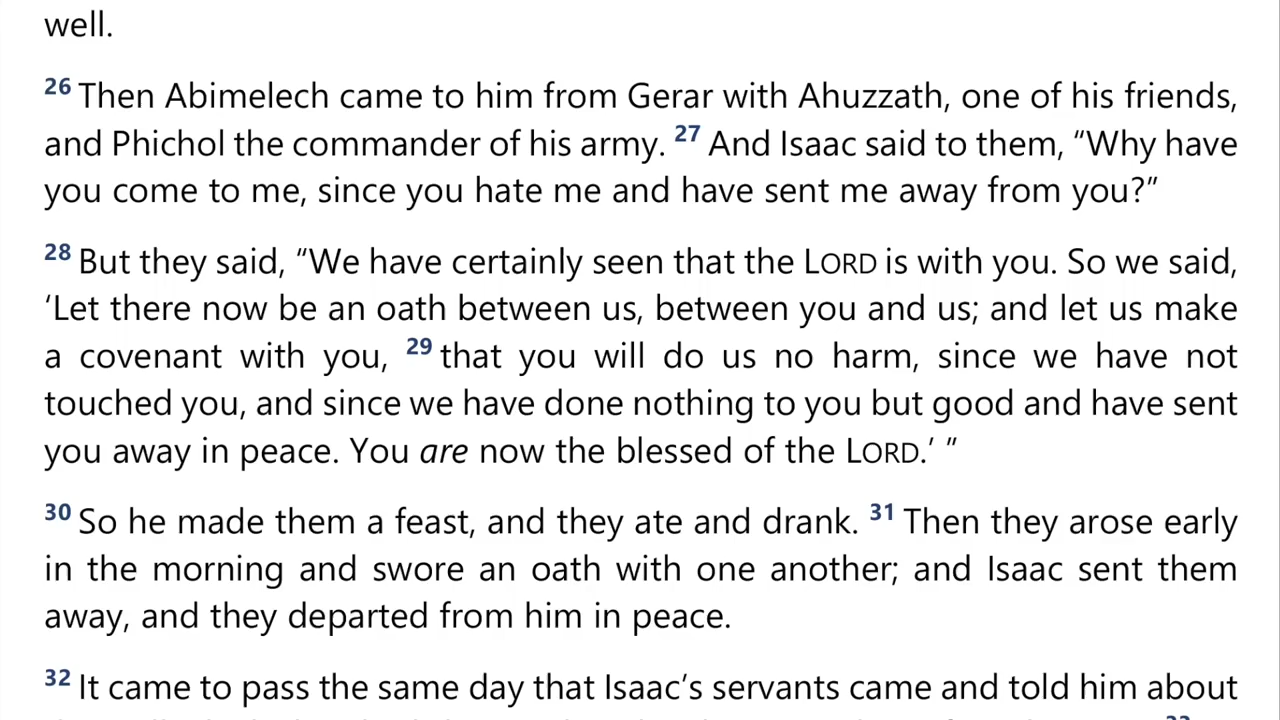 well.
26 Then Abimelech came to him from Gerar with Ahuzzath, one of his friends,
and Phichol the commander of his army. 27 And Isaac said to them, “Why have
you come to me, since you hate me and have sent me away from you?”
28 But they said, “We have certainly seen that the LORD is with you. So we said,
‘Let there now be an oath between us, between you and us; and let us make
a covenant with you, 29 that you will do us no harm, since we have not
touched you, and since we have done nothing to you but good and have sent
you away in peace. You are now the blessed of the LORD.’ ”
30 So he made them a feast, and they ate and drank. 31 Then they arose early
in the morning and swore an oath with one another; and Isaac sent them
away, and they departed from him in peace.
32 It came to pass the same day that Isaac’s servants came and told him about